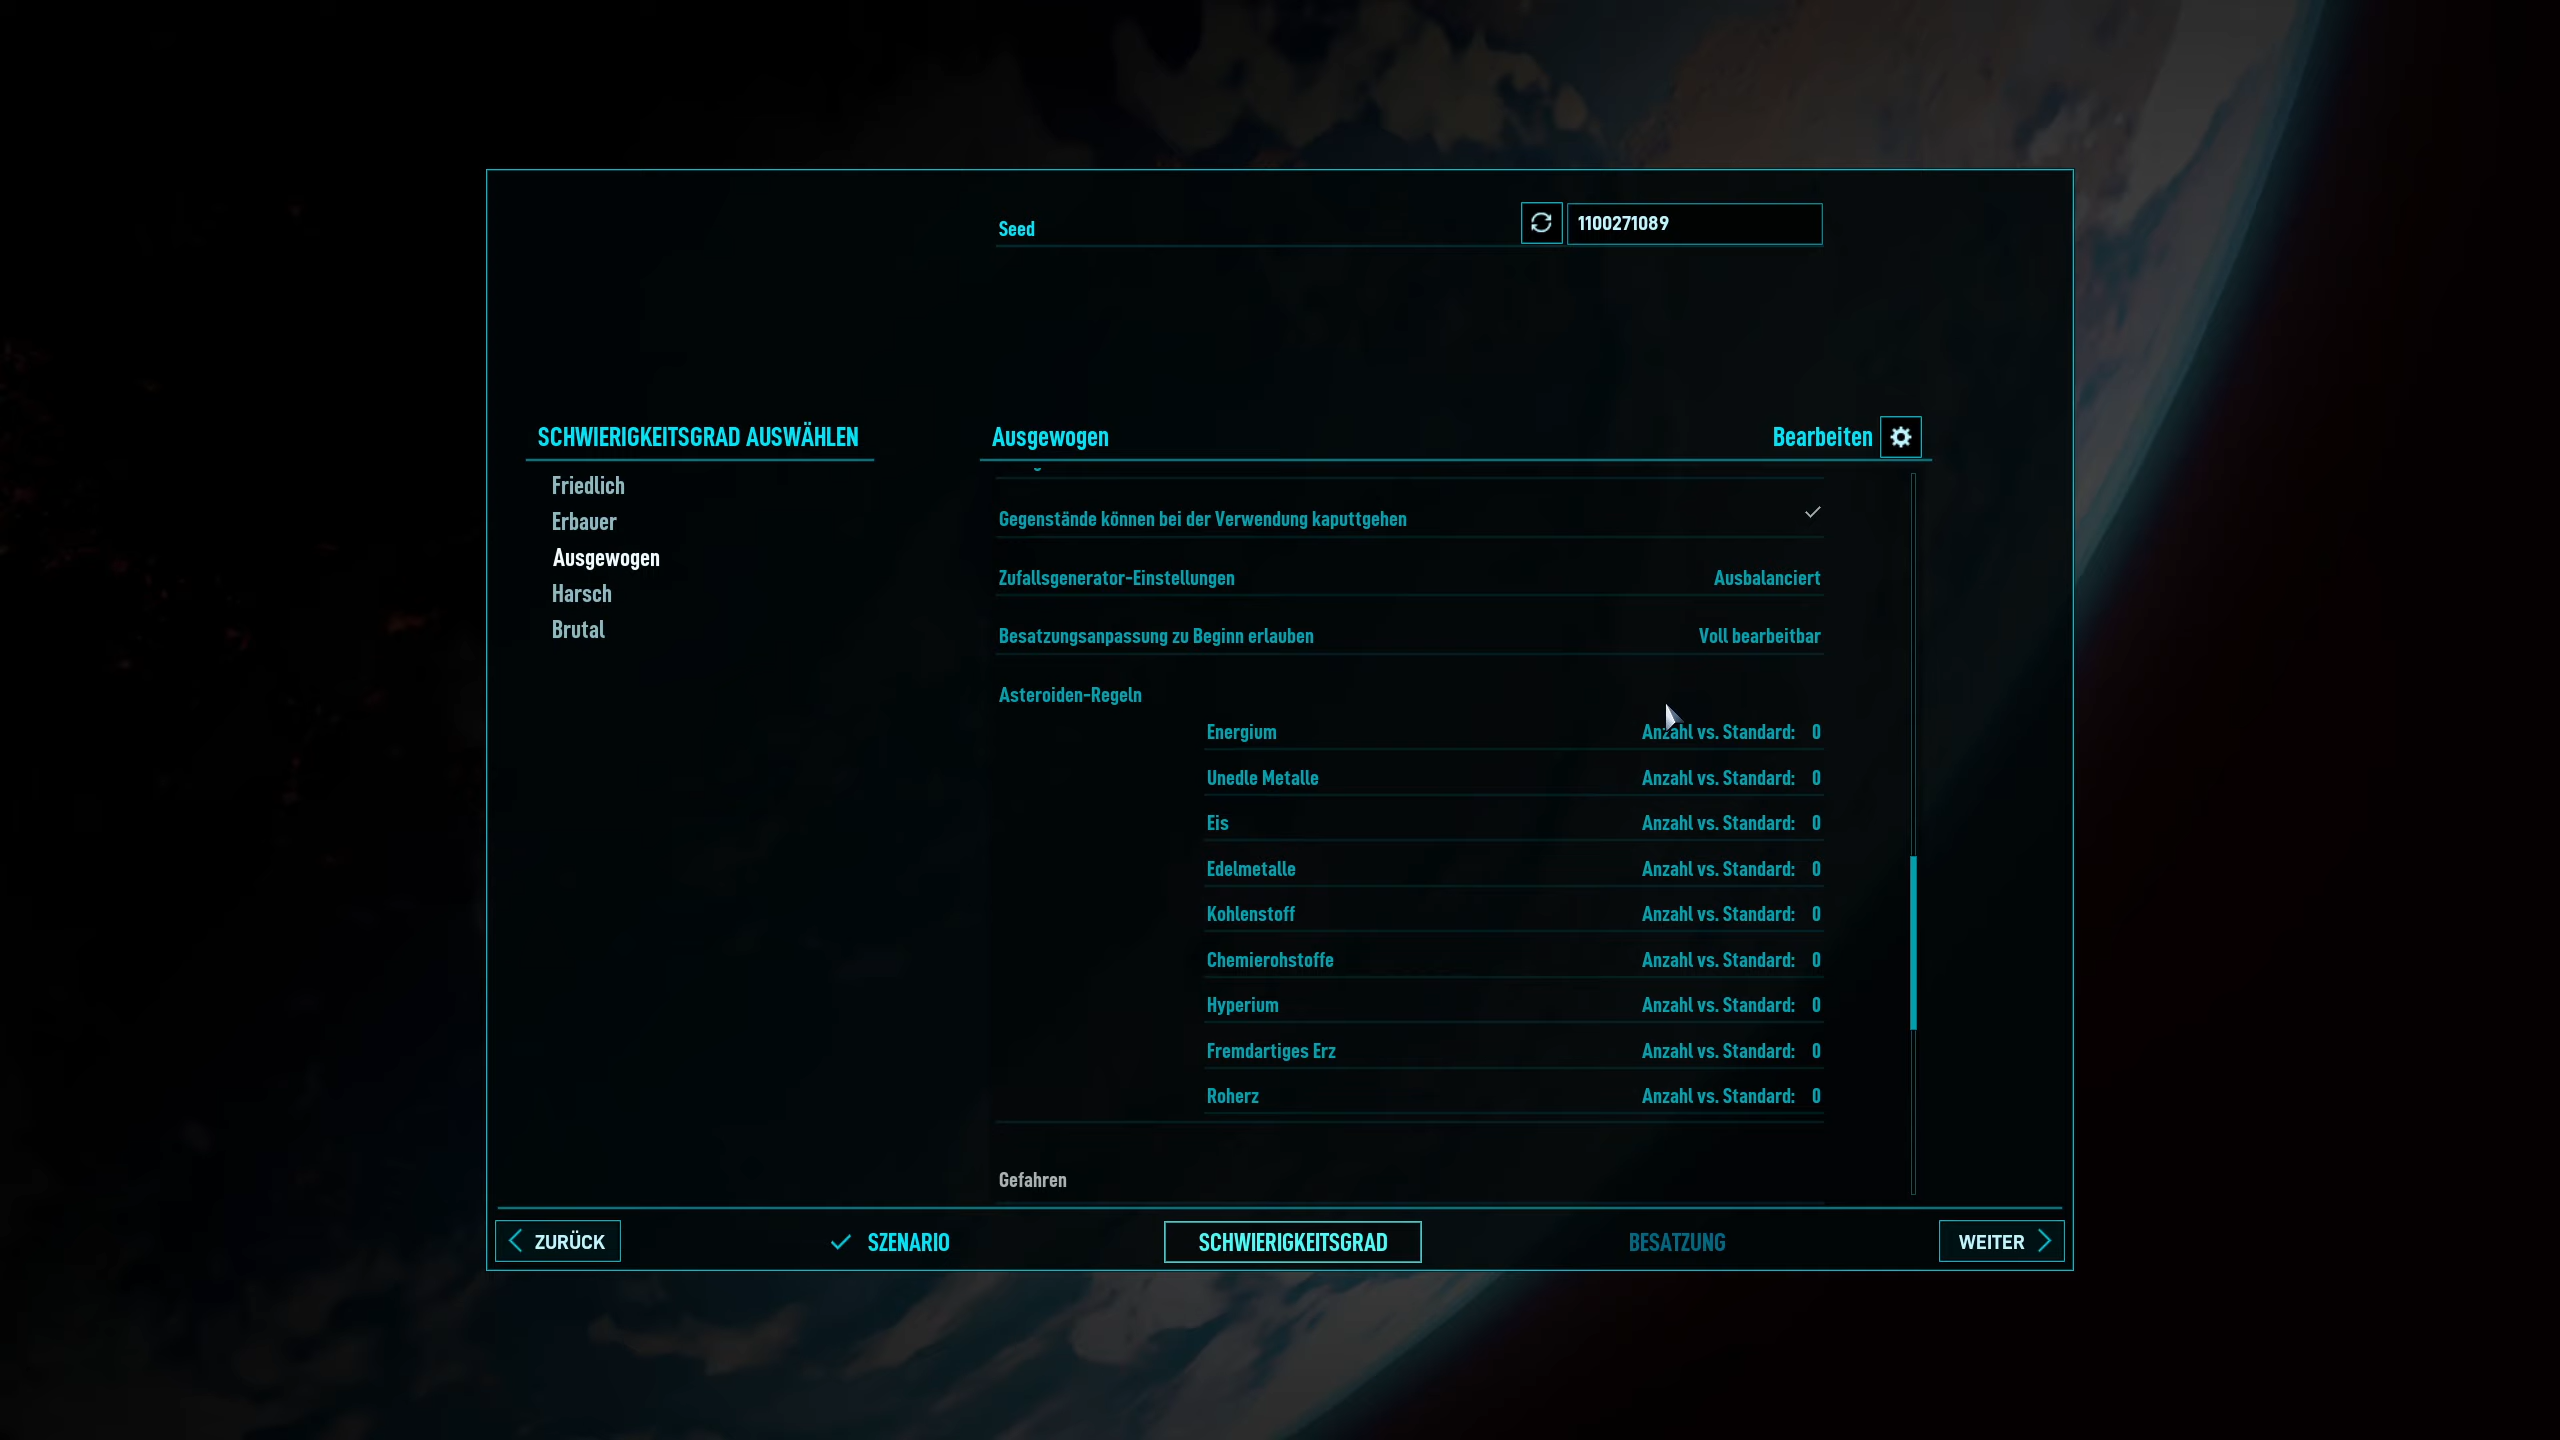 Seed
1100271089
SCHWIERIGKEITSGRAD AUSWÄHLEN
Friedlich
Erbauer
Ausgewogen
Harsch
Brutal
Ausgewogen
Bearbeiten
Gegenstände können bei der Verwendung kaputtgehen
Zufallsgenerator-Einstellungen Ausbalanciert
Besatzungsanpassung zu Beginn erlauben Voll bearbeitbar
Asteroiden-Regeln
Energium Anzahl vs. Standard: 0
Unedle Metalle Anzahl vs. Standard: 0
Eis Anzahl vs. Standard: 0
Edelmetalle Anzahl vs. Standard: 0
Kohlenstoff Anzahl vs. Standard: 0
Chemierohstoffe Anzahl vs. Standard: 0
Hyperium Anzahl vs. Standard: 0
Fremdartiges Erz Anzahl vs. Standard: 0
Roherz Anzahl vs. Standard: 0
Gefahren
ZURÜCK
SZENARIO
SCHWIERIGKEITSGRAD
BESATZUNG
WEITER